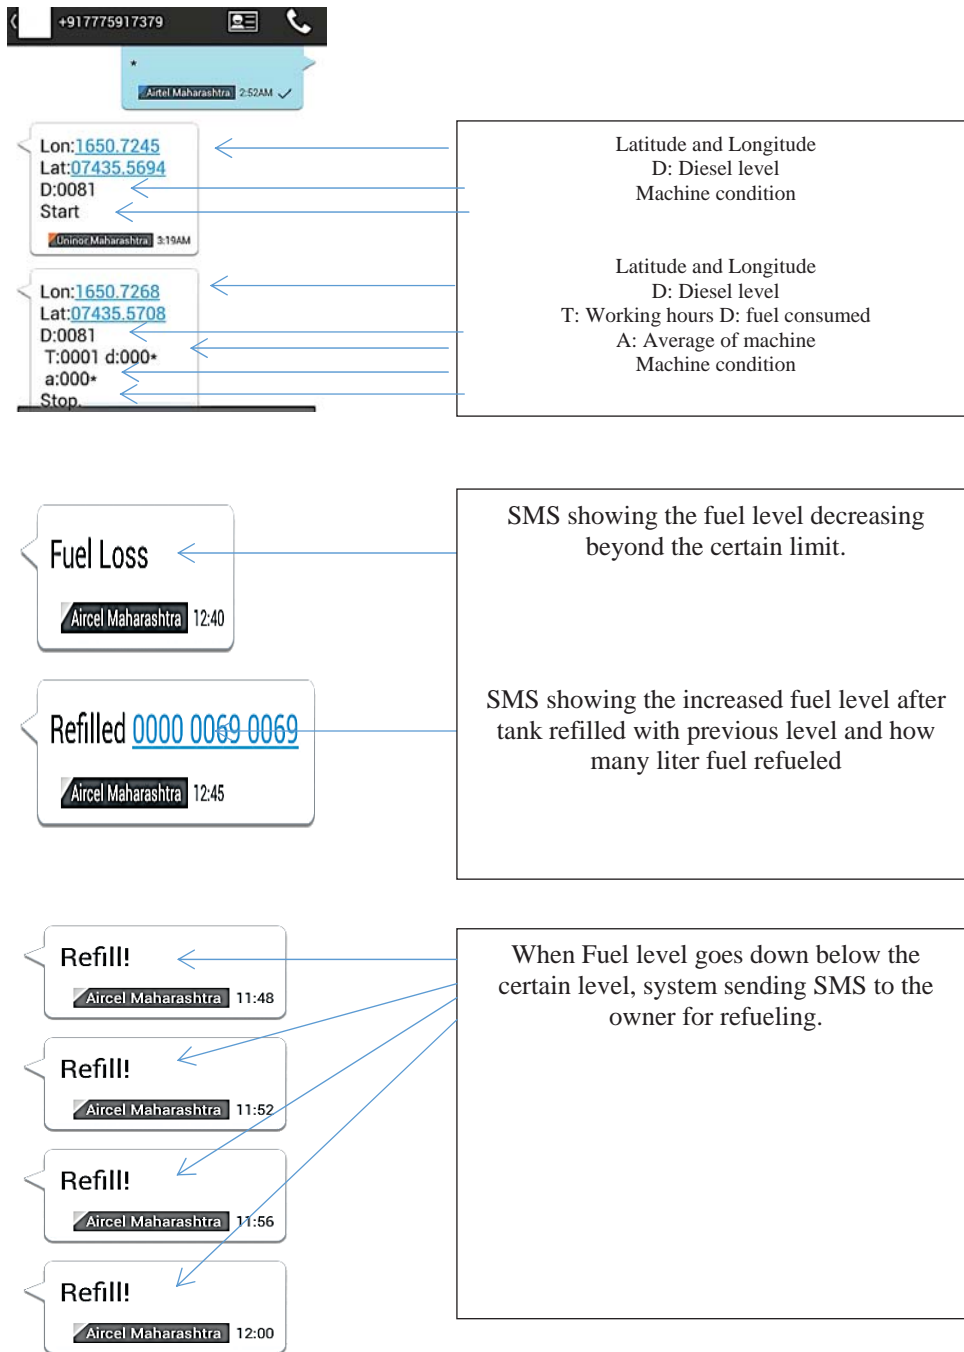 +917775917379
*
Airtel Maharashtra 2:52AM
Lon:1650.7245
Lat:07435.5694
D:0081
Start
Uninor Maharashtra 3:19AM
Latitude and Longitude
D: Diesel level
Machine condition
Lon:1650.7268
Lat:07435.5708
D:0081
T:0001 d:000*
a:000*
Stop.
Latitude and Longitude
D: Diesel level
T: Working hours D: fuel consumed
A: Average of machine
Machine condition
Fuel Loss
Aircel Maharashtra 12:40
SMS showing the fuel level decreasing
beyond the certain limit.
Refilled 0000 0069 0069
Aircel Maharashtra 12:45
SMS showing the increased fuel level after
tank refilled with previous level and how
many liter fuel refueled
Refill!
Aircel Maharashtra 11:48
Refill!
Aircel Maharashtra 11:52
Refill!
Aircel Maharashtra 11:56
Refill!
Aircel Maharashtra 12:00
When Fuel level goes down below the
certain level, system sending SMS to the
owner for refueling.